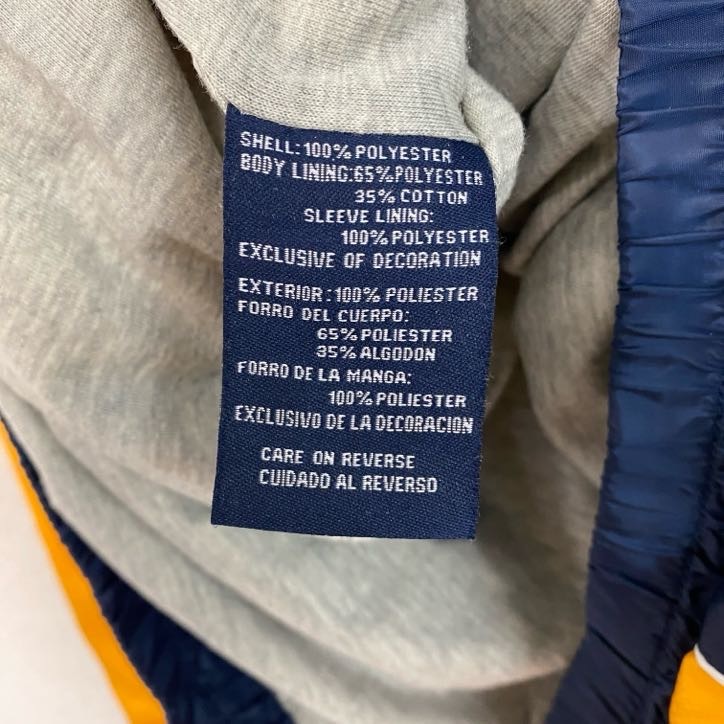 SHELL:100% POLYESTER
BODY LINING:65%POLYESTER
35% COTTON
SLEEVE LINING:
100% POLYESTER
EXCLUSIVE OF DECORATION
EXTERIOR:100% POLIESTER
FORRO DEL CUERPO:
65% POLIESTER
35% ALGODON
FORRO DE LA MANGA:
100% POLIESTER
EXCLUSIVO DE LA DECORACION
CARE ON REVERSE
CUIDADO AL REVERSO